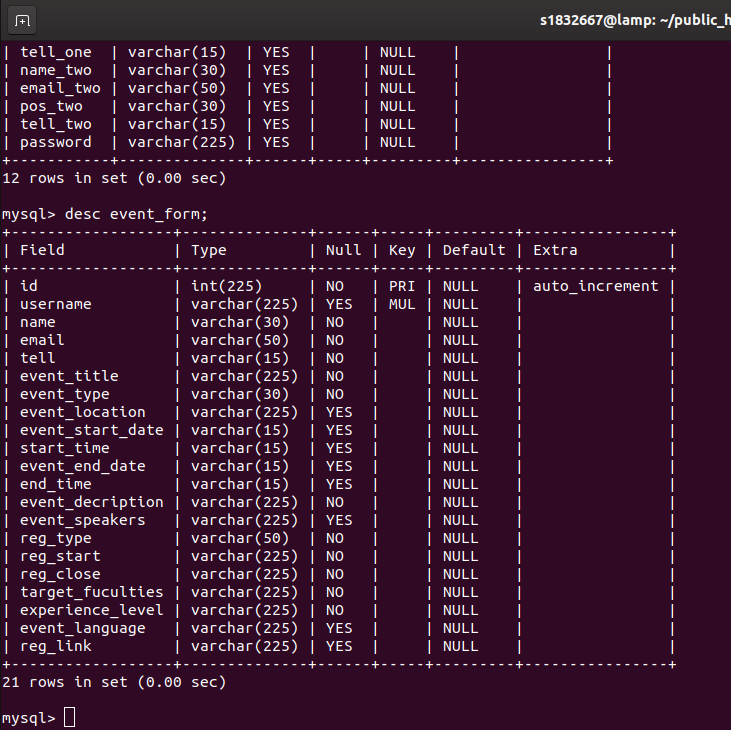 s1832667@lamp: ~/public_h
| tell_one  | varchar(15)  | YES  |     | NULL    |                |
| name_two  | varchar(30)  | YES  |     | NULL    |                |
| email_two | varchar(50)  | YES  |     | NULL    |                |
| pos_two   | varchar(30)  | YES  |     | NULL    |                |
| tell_two  | varchar(15)  | YES  |     | NULL    |                |
| password  | varchar(225) | YES  |     | NULL    |                |
+-----------+--------------+------+-----+---------+----------------+
12 rows in set (0.00 sec)
mysql> desc event_form;
+------------------+--------------+------+-----+---------+----------------+
| Field            | Type         | Null | Key | Default | Extra          |
+------------------+--------------+------+-----+---------+----------------+
| id               | int(225)     | NO   | PRI | NULL    | auto_increment |
| username         | varchar(225) | YES  | MUL | NULL    |                |
| name             | varchar(30)  | NO   |     | NULL    |                |
| email            | varchar(50)  | NO   |     | NULL    |                |
| tell             | varchar(15)  | NO   |     | NULL    |                |
| event_title      | varchar(225) | NO   |     | NULL    |                |
| event_type       | varchar(30)  | NO   |     | NULL    |                |
| event_location   | varchar(225) | YES  |     | NULL    |                |
| event_start_date | varchar(15)  | YES  |     | NULL    |                |
| start_time       | varchar(15)  | YES  |     | NULL    |                |
| event_end_date   | varchar(15)  | YES  |     | NULL    |                |
| end_time         | varchar(15)  | YES  |     | NULL    |                |
| event_decription | varchar(225) | NO   |     | NULL    |                |
| event_speakers   | varchar(225) | YES  |     | NULL    |                |
| reg_type         | varchar(50)  | NO   |     | NULL    |                |
| reg_start        | varchar(225) | NO   |     | NULL    |                |
| reg_close        | varchar(225) | NO   |     | NULL    |                |
| target_fuculties | varchar(225) | NO   |     | NULL    |                |
| experience_level | varchar(225) | NO   |     | NULL    |                |
| event_language   | varchar(225) | YES  |     | NULL    |                |
| reg_link         | varchar(225) | YES  |     | NULL    |                |
+------------------+--------------+------+-----+---------+----------------+
21 rows in set (0.00 sec)
mysql>